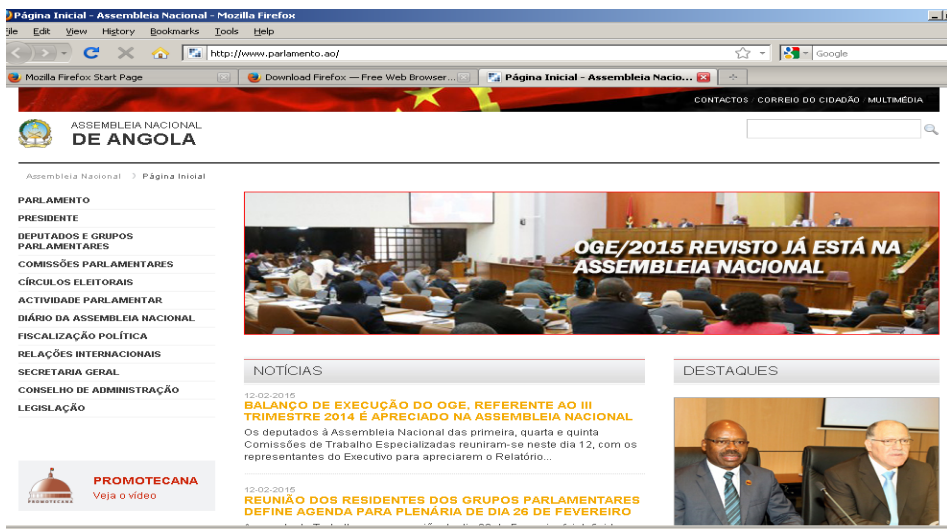 Página Inicial - Assembleia Nacional - Mozilla Firefox
File Edit View History Bookmarks Tools Help
http://www.parlamento.ao/
Google
Mozilla Firefox Start Page
Download Firefox — Free Web Browser...
Página Inicial - Assembleia Nacio...
CONTACTOS / CORREIO DO CIDADÃO / MULTIMÉDIA
ASSEMBLEIA NACIONAL
DE ANGOLA
Assembleia Nacional > Página Inicial
PARLAMENTO
PRESIDENTE
DEPUTADOS E GRUPOS
PARLAMENTARES
COMISSÕES PARLAMENTARES
CÍRCULOS ELEITORAIS
ACTIVIDADE PARLAMENTAR
DIÁRIO DA ASSEMBLEIA NACIONAL
FISCALIZAÇÃO POLÍTICA
RELAÇÕES INTERNACIONAIS
SECRETARIA GERAL
CONSELHO DE ADMINISTRAÇÃO
LEGISLAÇÃO
PROMOTECANA
PROMOTECANA
Veja o vídeo
OGE/2015 REVISTO JÁ ESTÁ NA
ASSEMBLEIA NACIONAL
NOTÍCIAS
12-02-2015
BALANÇO DE EXECUÇÃO DO OGE, REFERENTE AO III
TRIMESTRE 2014 É APRECIADO NA ASSEMBLEIA NACIONAL
Os deputados à Assembleia Nacional das primeira, quarta e quinta
Comissões de Trabalho Especializadas reuniram-se neste dia 12, com os
representantes do Executivo para apreciarem o Relatório...
12-02-2015
REUNIÃO DOS RESIDENTES DOS GRUPOS PARLAMENTARES
DEFINE AGENDA PARA PLENÁRIA DE DIA 26 DE FEVEREIRO
DESTAQUES